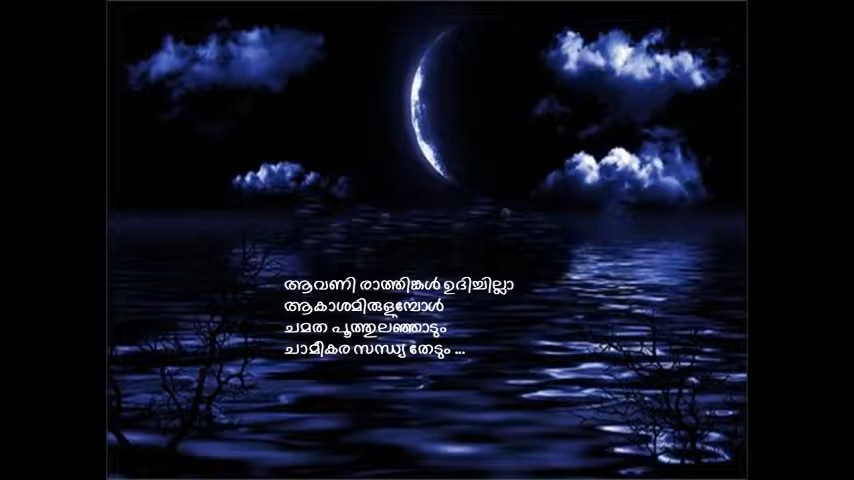 ആവണി രാത്തിങ്കൾ ഉദിച്ചില്ലാ
ആകാശമിരുളുമ്പോൾ
ചമത പൂത്തുലഞ്ഞാടും
ചാമീകര സന്ധ്യ തേടും ...